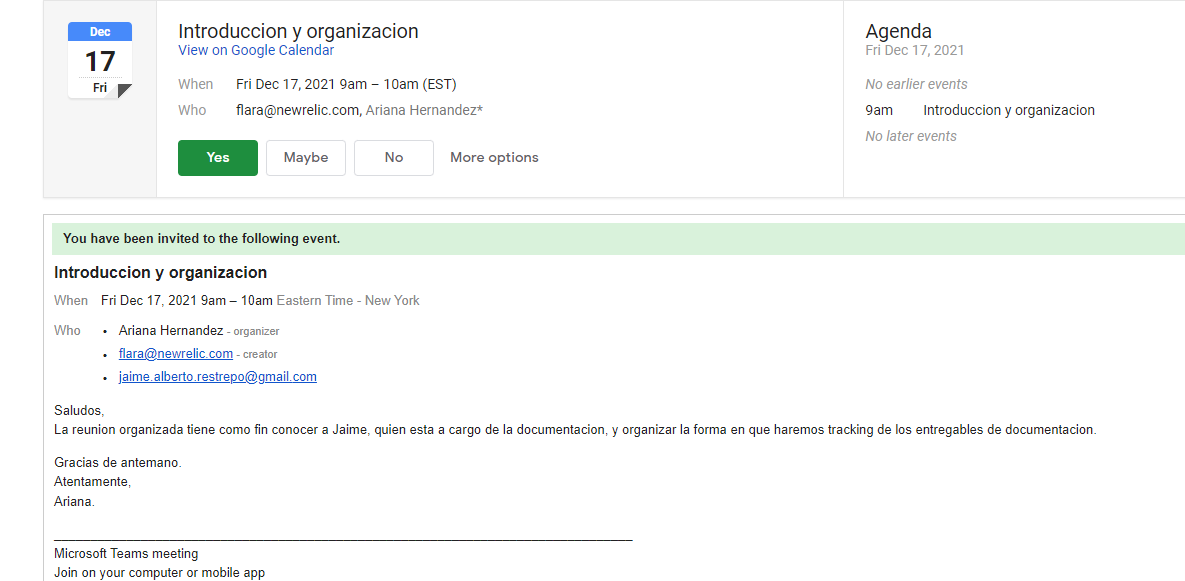 Dec
17
Fri
Introduccion y organizacion
View on Google Calendar
When Fri Dec 17, 2021 9am – 10am (EST)
Who flara@newrelic.com, Ariana Hernandez*
Yes Maybe No More options
Agenda
Fri Dec 17, 2021
No earlier events
9am Introduccion y organizacion
No later events
You have been invited to the following event.
Introduccion y organizacion
When Fri Dec 17, 2021 9am – 10am Eastern Time - New York
Who • Ariana Hernandez - organizer
• flara@newrelic.com - creator
• jaime.alberto.restrepo@gmail.com
Saludos,
La reunion organizada tiene como fin conocer a Jaime, quien esta a cargo de la documentacion, y organizar la forma en que haremos tracking de los entregables de documentacion.
Gracias de antemano.
Atentamente,
Ariana.
Microsoft Teams meeting
Join on your computer or mobile app